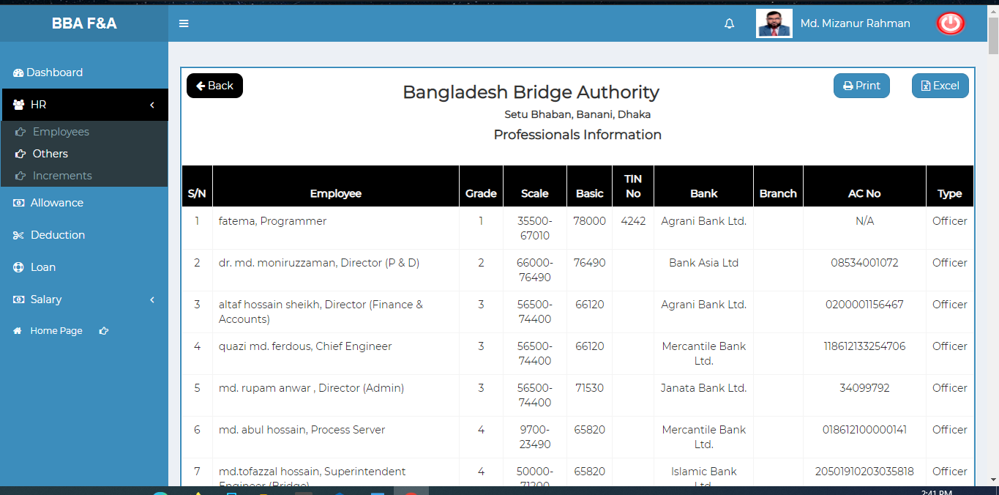 BBA F&A
Md. Mizanur Rahman
Dashboard
HR
Employees
Others
Increments
Allowance
Deduction
Loan
Salary
Home Page
Back
Print
Excel
Bangladesh Bridge Authority
Setu Bhaban, Banani, Dhaka
Professionals Information
S/N Employee Grade Scale Basic TIN No Bank Branch AC No Type
1 fatema, Programmer 1 35500-67010 78000 4242 Agrani Bank Ltd. N/A Officer
2 dr. md. moniruzzaman, Director (P & D) 2 66000-76490 76490 Bank Asia Ltd 08534001072 Officer
3 altaf hossain sheikh, Director (Finance & Accounts) 3 56500-74400 66120 Agrani Bank Ltd. 0200001156467 Officer
4 quazi md. ferdous, Chief Engineer 3 56500-74400 66120 Mercantile Bank Ltd. 118612133254706 Officer
5 md. rupam anwar , Director (Admin) 3 56500-74400 71530 Janata Bank Ltd. 34099792 Officer
6 md. abul hossain, Process Server 4 9700-23490 65820 Mercantile Bank Ltd. 018612100000141 Officer
7 md.tofazzal hossain, Superintendent Engineer (Bridge) 4 50000-71200 65820 Islamic Bank Ltd. 20501910203035818 Officer
2:41 PM